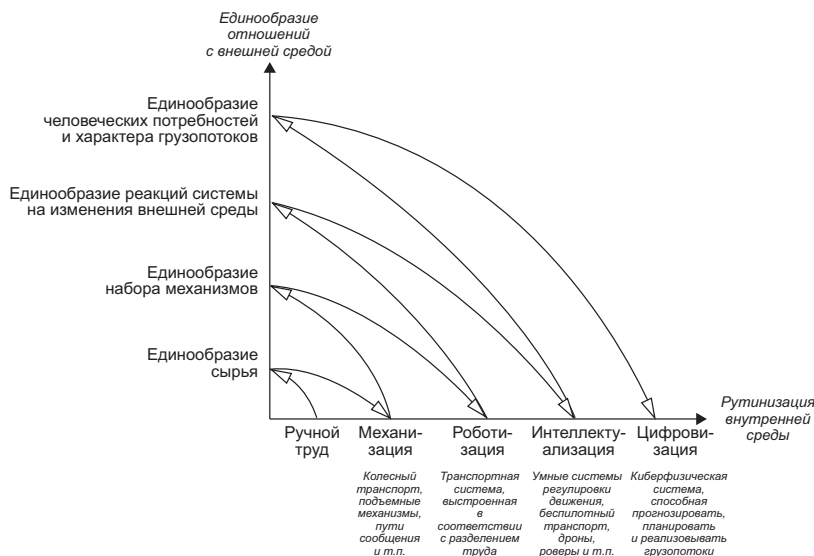 Единообразие
отношений
с внешней средой
Единообразие
человеческих потребностей
и характера грузопотоков
Единообразие реакций системы
на изменения внешней среды
Единообразие
набора механизмов
Единообразие
сырья
Рутинизация
внутренней
среды
Ручной
труд
Механи-
зация
Роботи-
зация
Интеллекту-
ализация
Цифрови-
зация
Колесный
транспорт,
подъемные
механизмы,
пути
сообщения
и т.п.
Транспортная
система,
выстроенная
в
соответствии
с разделением
труда
Умные системы
регулировки
движения,
беспилотный
транспорт,
дроны,
роверы и т.п.
Киберфизическая
система,
способная
прогнозировать,
планировать
и реализовывать
грузопотоки